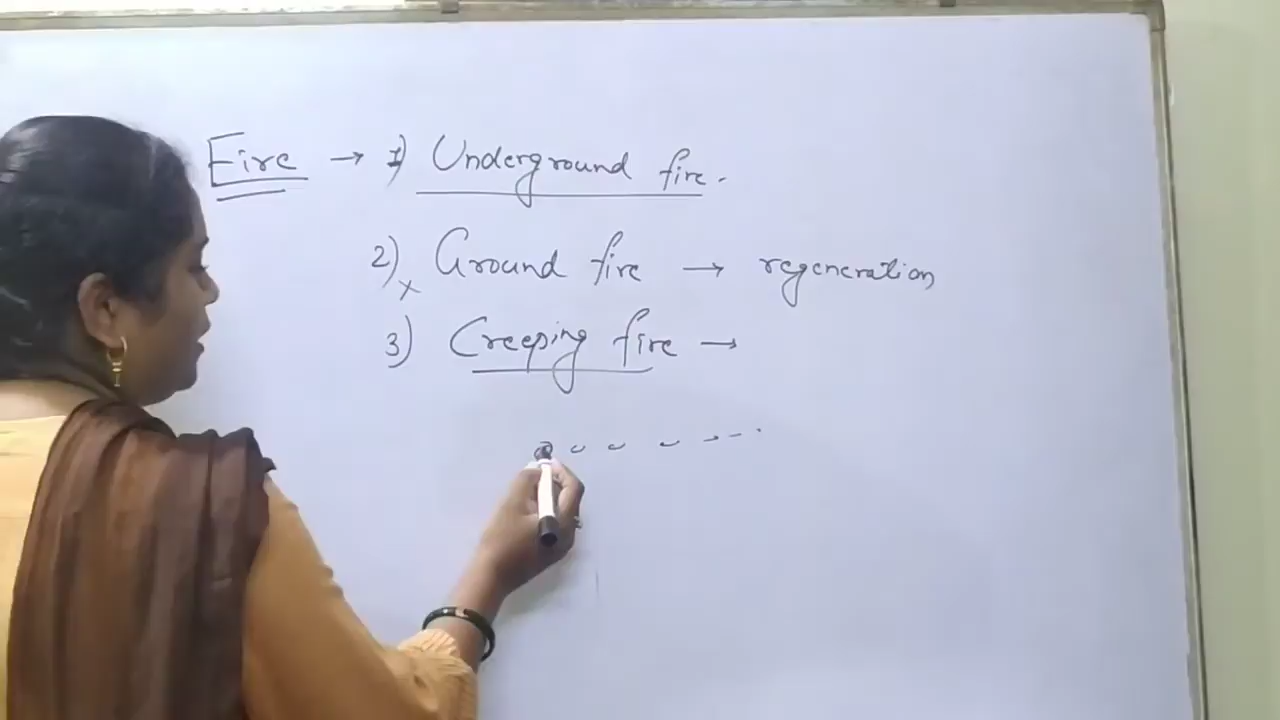 Fire → 1) Underground fire.
2) x Ground fire → regeneration
3) Creeping fire →